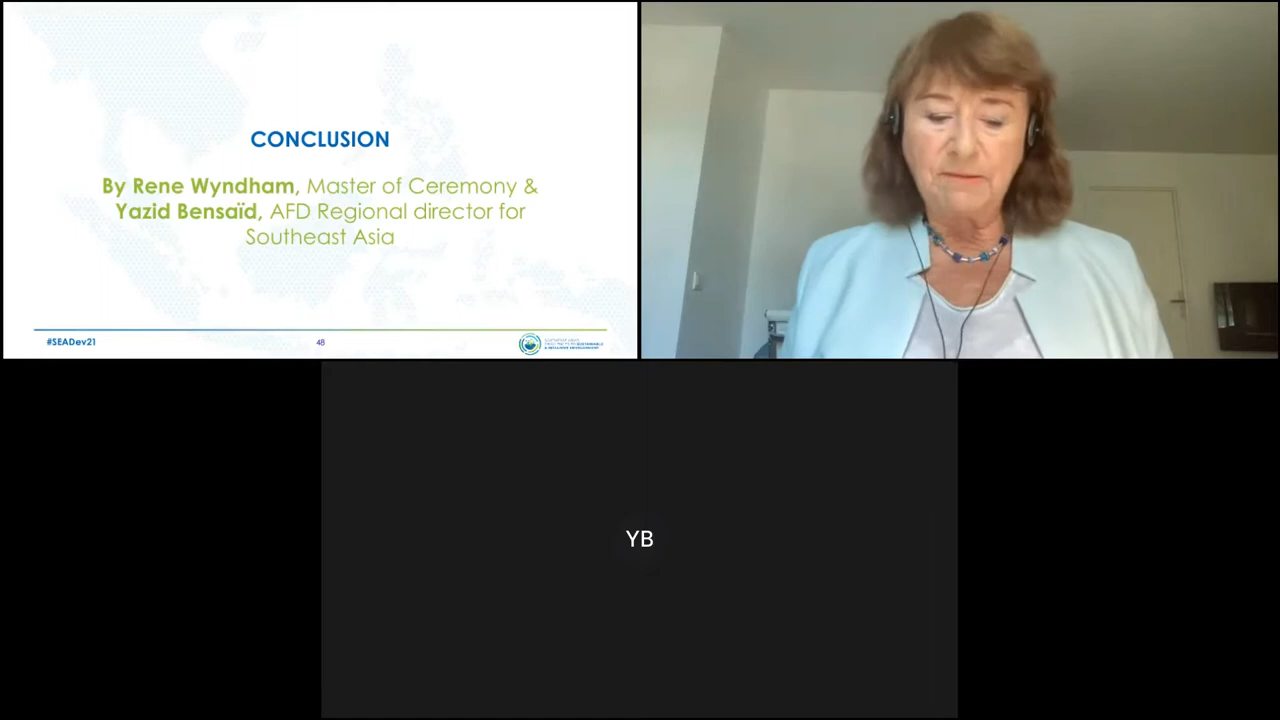 CONCLUSION
By Rene Wyndham, Master of Ceremony &
Yazid Bensaïd, AFD Regional director for
Southeast Asia
#SEADev21
48
YB